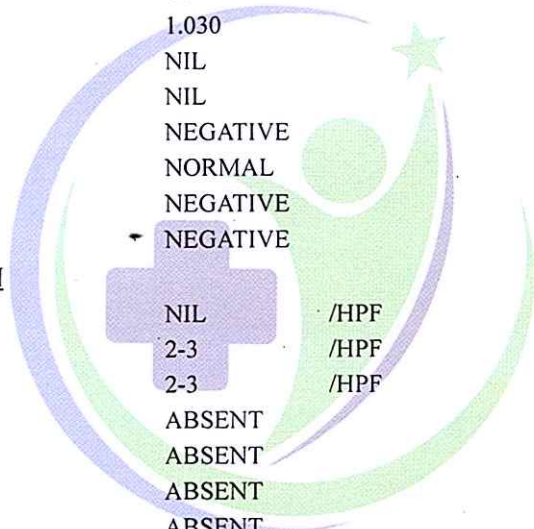 1.030
NIL
NIL
NEGATIVE
NORMAL
NEGATIVE
NEGATIVE
NIL /HPF
2-3 /HPF
2-3 /HPF
ABSENT
ABSENT
ABSENT
ABSENT